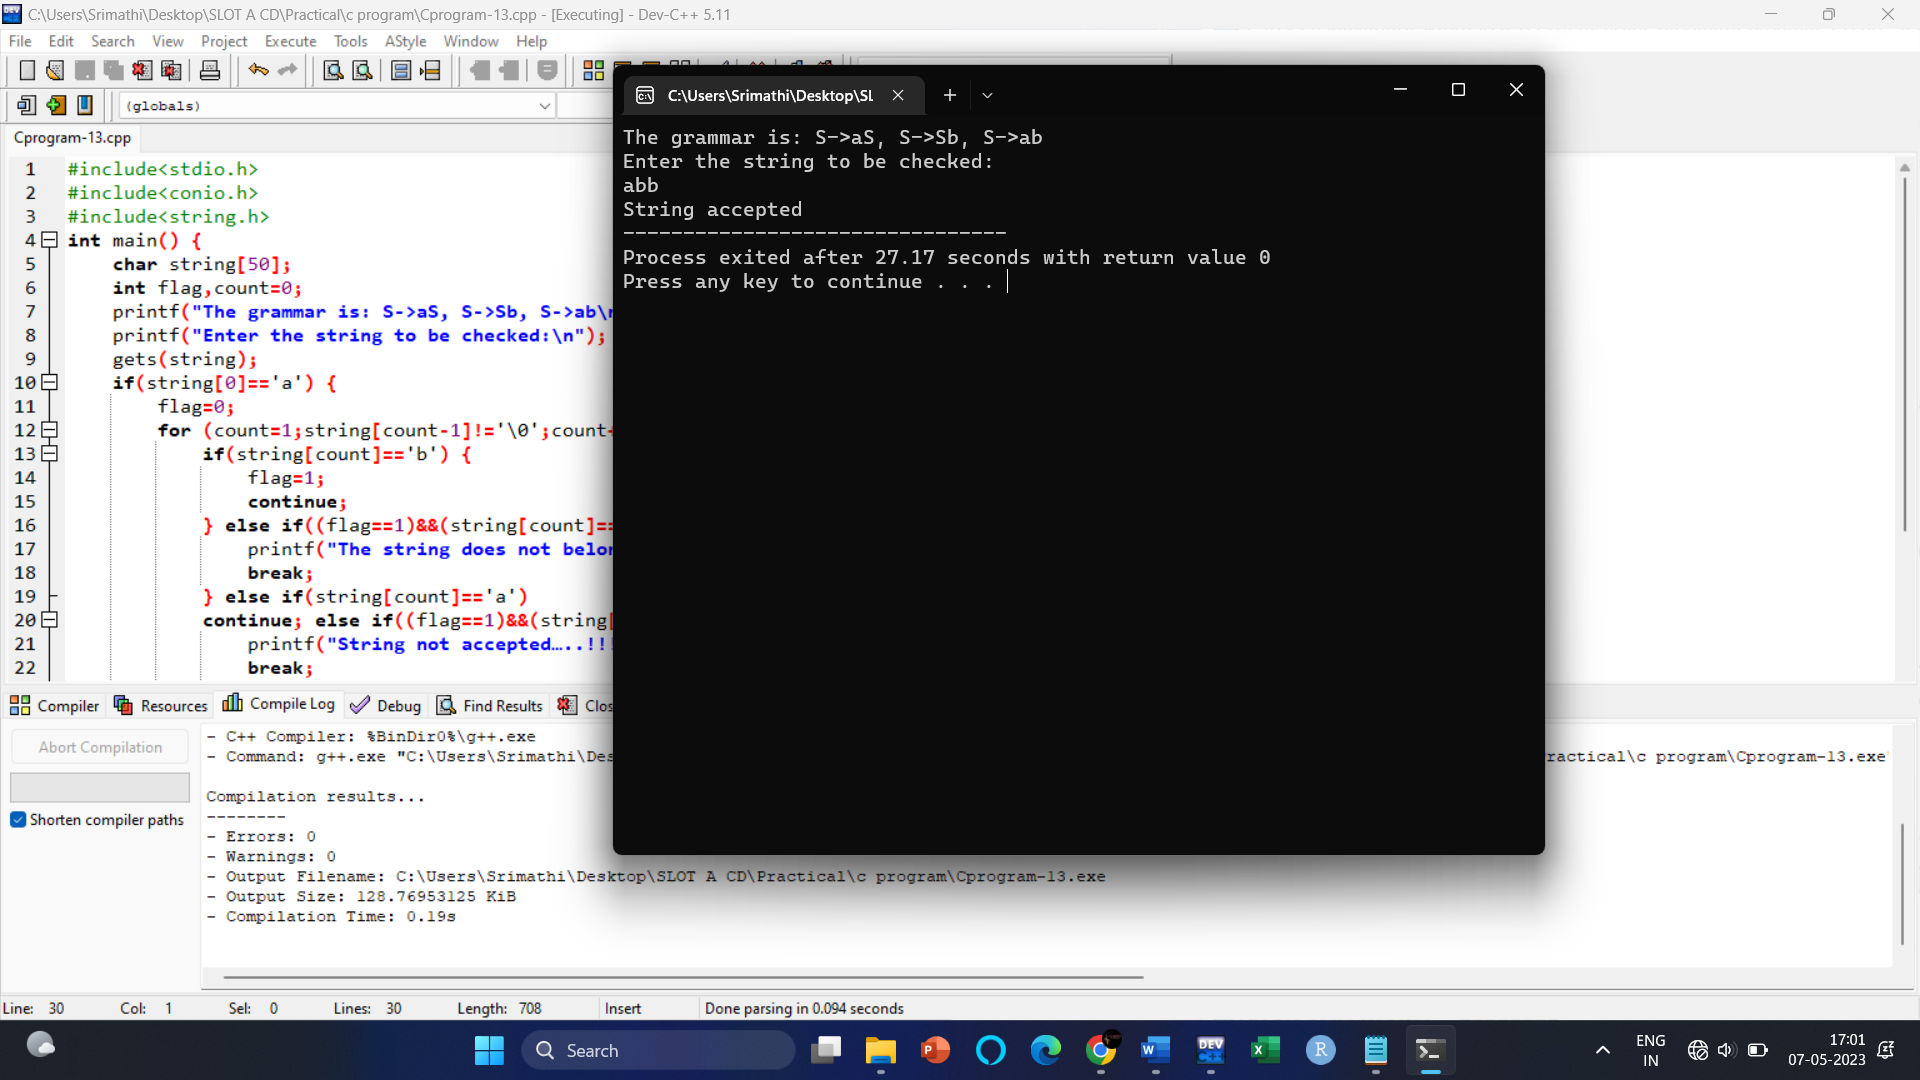 C:\Users\Srimathi\Desktop\SLOT A CD\Practical\c program\Cprogram-13.cpp - [Executing] - Dev-C++ 5.11
File Edit Search View Project Execute Tools AStyle Window Help
(globals)
Cprogram-13.cpp
1 #include<stdio.h>
2 #include<conio.h>
3 #include<string.h>
4 int main() {
5 char string[50];
6 int flag,count=0;
7 printf("The grammar is: S->aS, S->Sb, S->ab\
8 printf("Enter the string to be checked:\n");
9 gets(string);
10 if(string[0]=='a') {
11 flag=0;
12 for (count=1;string[count-1]!='\0';count
13 if(string[count]=='b') {
14 flag=1;
15 continue;
16 } else if((flag==1)&&(string[count]==
17 printf("The string does not
18 break;
19 } else if(string[count]=='a')
20 continue; else if((flag==1)&&(string
21 printf("String not accepted…..!!!
22 break;
C:\Users\Srimathi\Desktop\SL
The grammar is: S->aS, S->Sb, S->ab
Enter the string to be checked:
abb
String accepted
--------------------------------
Process exited after 27.17 seconds with return value 0
Press any key to continue . . .
Compiler Resources Compile Log Debug Find Results
Abort Compilation
Shorten compiler paths
- C++ Compiler: %BinDir0%\g++.exe
- Command: g++.exe "C:\Users\Srimathi\Des ractical\c program\Cprogram-13.exe"
Compilation results...
--------
- Errors: 0
- Warnings: 0
- Output Filename: C:\Users\Srimathi\Desktop\SLOT A CD\Practical\c program\Cprogram-13.exe
- Output Size: 128.76953125 KiB
- Compilation Time: 0.19s
Line: 30 Col: 1 Sel: 0 Lines: 30 Length: 708 Insert Done parsing in 0.094 seconds
Search
ENG
IN
17:01
07-05-2023